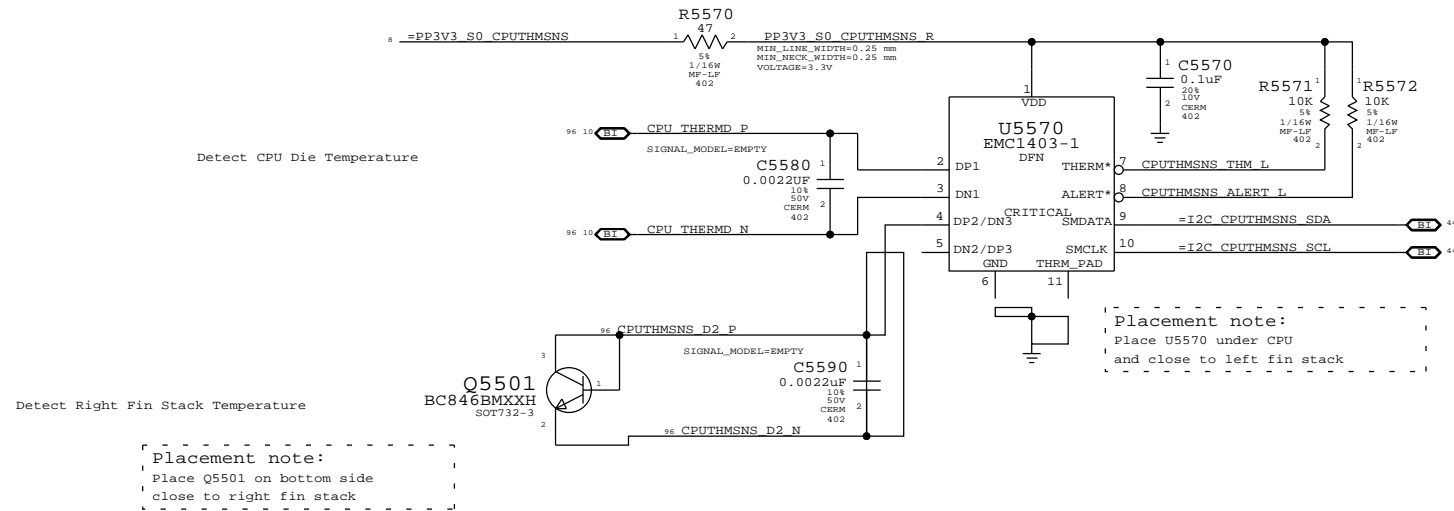 R5570
47
8 =PP3V3_S0_CPUTHMSNS 1 2 PP3V3_S0_CPUTHMSNS_R
5%
1/16W
MF-LF
402
MIN_LINE_WIDTH=0.25 mm
MIN_NECK_WIDTH=0.25 mm
VOLTAGE=3.3V
1 C5570
0.1uF
20%
2 10V
CERM
402
R5571 1
10K
5%
1/16W
MF-LF
402 2
1 R5572
10K
5%
1/16W
MF-LF
2 402
1
VDD
U5570
EMC1403-1
DFN
CRITICAL
96 10 BI CPU_THERMD_P
SIGNAL_MODEL=EMPTY
Detect CPU Die Temperature
C5580 1
0.0022UF
10%
50V
CERM 2
402
96 10 BI CPU_THERMD_N
2 DP1
3 DN1
4 DP2/DN3
5 DN2/DP3
THERM* 7 CPUTHMSNS_THM_L
ALERT* 8 CPUTHMSNS_ALERT_L
SMDATA 9 =I2C_CPUTHMSNS_SDA BI 44
SMCLK 10 =I2C_CPUTHMSNS_SCL BI 44
GND THRM_PAD
6 11
Placement note:
Place U5570 under CPU
and close to left fin stack
96 CPUTHMSNS_D2_P
SIGNAL_MODEL=EMPTY
3
1
2
Q5501
BC846BMXXH
SOT732-3
C5590 1
0.0022uF
10%
50V
CERM 2
402
96 CPUTHMSNS_D2_N
Detect Right Fin Stack Temperature
Placement note:
Place Q5501 on bottom side
close to right fin stack